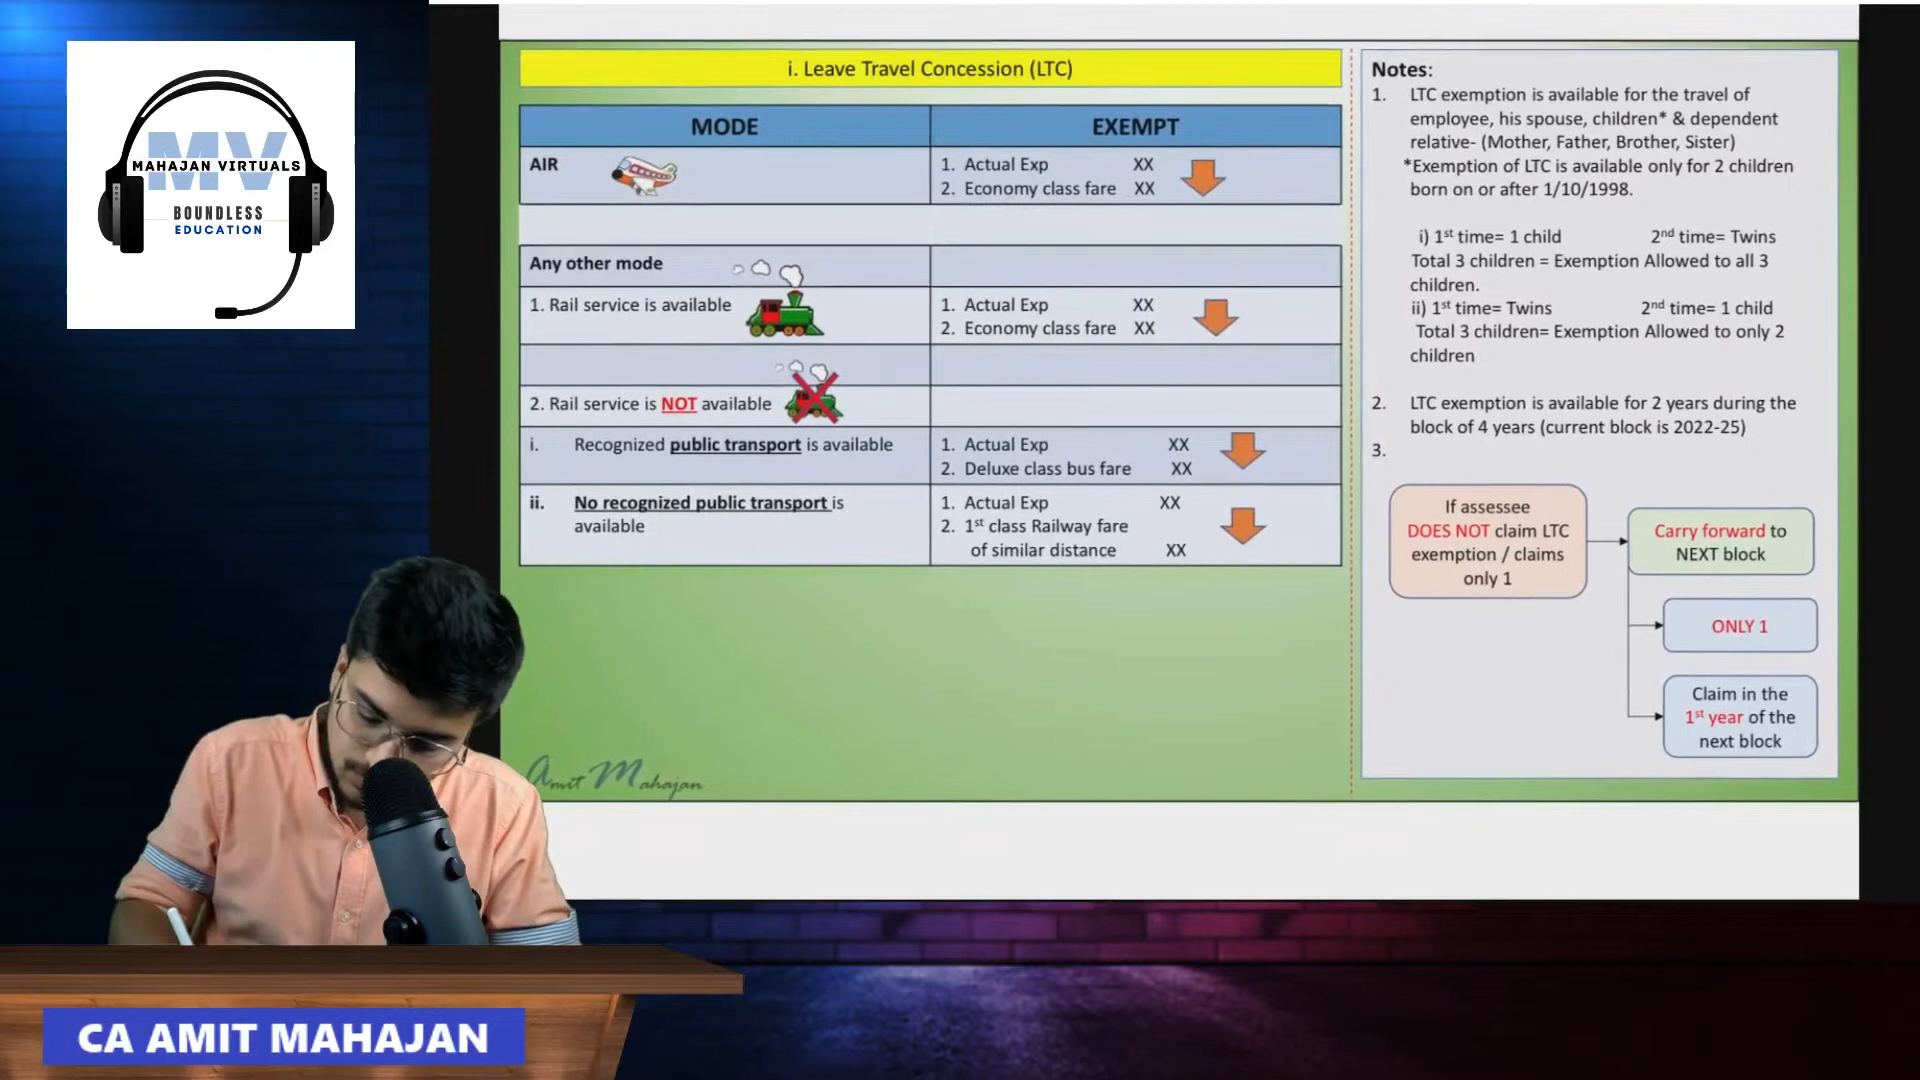 MV
MAHAJAN VIRTUALS
BOUNDLESS
EDUCATION
i. Leave Travel Concession (LTC)
MODE EXEMPT
AIR
1. Actual Exp XX
2. Economy class fare XX
Any other mode
1. Rail service is available
1. Actual Exp XX
2. Economy class fare XX
2. Rail service is NOT available
i. Recognized public transport is available
1. Actual Exp XX
2. Deluxe class bus fare XX
ii. No recognized public transport is
available
1. Actual Exp XX
2. 1st class Railway fare
of similar distance XX
Amit Mahajan
Notes:
1. LTC exemption is available for the travel of
employee, his spouse, children* & dependent
relative- (Mother, Father, Brother, Sister)
*Exemption of LTC is available only for 2 children
born on or after 1/10/1998.
i) 1st time= 1 child 2nd time= Twins
Total 3 children = Exemption Allowed to all 3
children.
ii) 1st time= Twins 2nd time= 1 child
Total 3 children= Exemption Allowed to only 2
children
2. LTC exemption is available for 2 years during the
block of 4 years (current block is 2022-25)
3.
If assessee
DOES NOT claim LTC
exemption / claims
only 1
Carry forward to
NEXT block
ONLY 1
Claim in the
1st year of the
next block
CA AMIT MAHAJAN